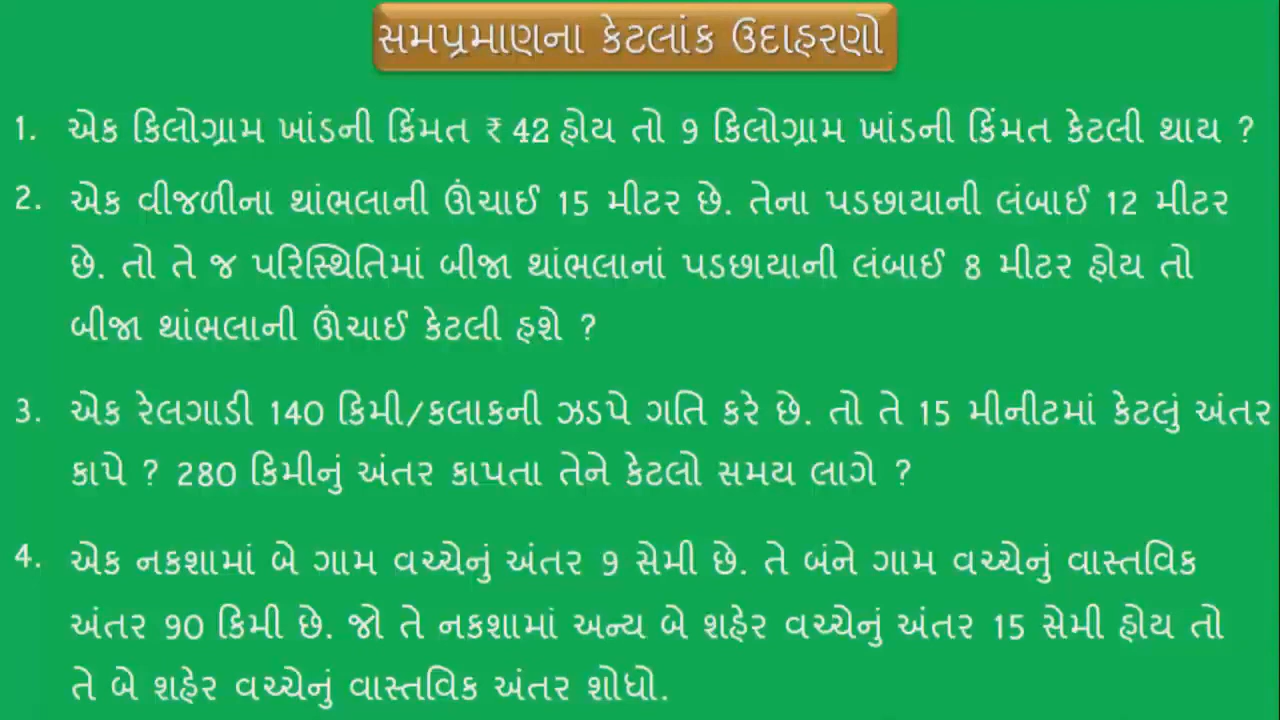 સમપ્રમાણના કેટલાંક ઉદાહરણો
1. એક કિલોગ્રામ ખાંડની કિંમત ₹ 42 હોય તો 9 કિલોગ્રામ ખાંડની કિંમત કેટલી થાય ?
2. એક વીજળીના થાંભલાની ઊંચાઈ 15 મીટર છે. તેના પડછાયાની લંબાઈ 12 મીટર
છે. તો તે જ પરિસ્થિતિમાં બીજા થાંભલાનાં પડછાયાની લંબાઈ 8 મીટર હોય તો
બીજા થાંભલાની ઊંચાઈ કેટલી હશે ?
3. એક રેલગાડી 140 કિમી/કલાકની ઝડપે ગતિ કરે છે. તો તે 15 મીનીટમાં કેટલું અંતર
કાપે ? 280 કિમીનું અંતર કાપતા તેને કેટલો સમય લાગે ?
4. એક નકશામાં બે ગામ વચ્ચેનું અંતર 9 સેમી છે. તે બંને ગામ વચ્ચેનું વાસ્તવિક
અંતર 90 કિમી છે. જો તે નકશામાં અન્ય બે શહેર વચ્ચેનું અંતર 15 સેમી હોય તો
તે બે શહેર વચ્ચેનું વાસ્તવિક અંતર શોધો.